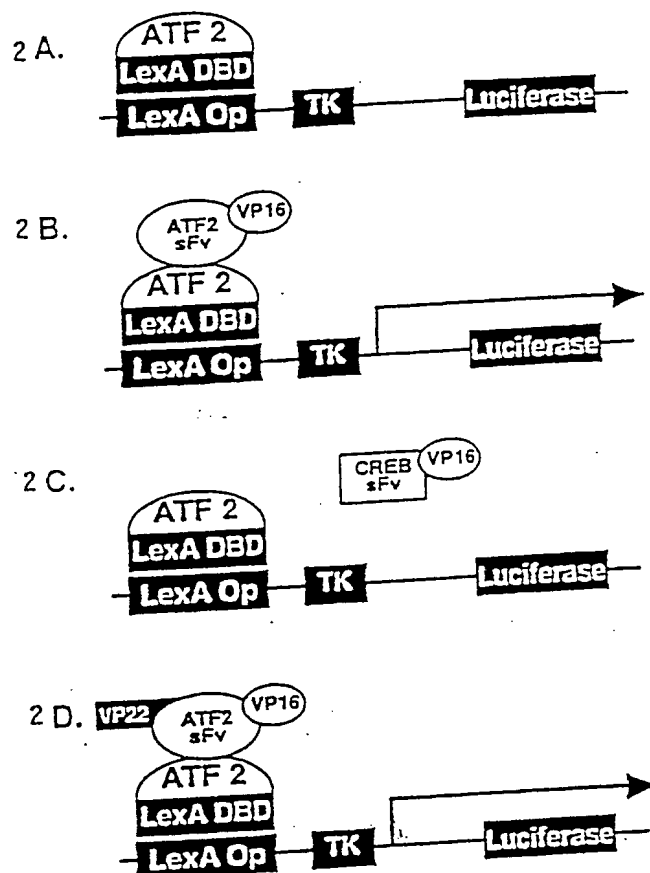 2 A.
ATF 2
LexA DBD
LexA Op TK Luciferase
2 B.
ATF2 sFv VP16
ATF 2
LexA DBD
LexA Op TK Luciferase
2 C.
CREB sFv VP16
ATF 2
LexA DBD
LexA Op TK Luciferase
2 D.
VP22 ATF2 sFv VP16
ATF 2
LexA DBD
LexA Op TK Luciferase